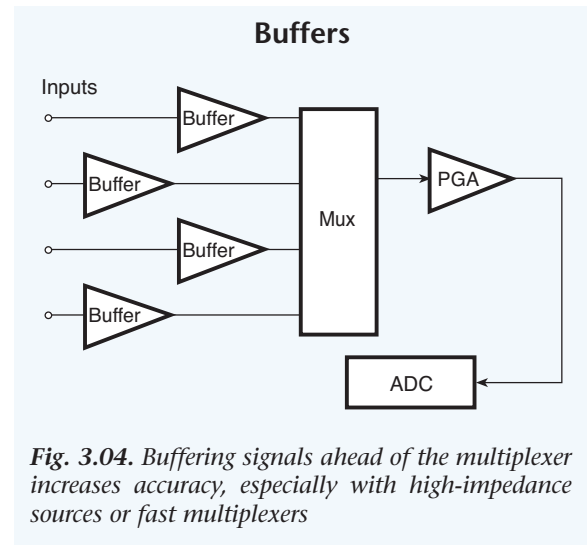 Buffers
Inputs
Buffer
Buffer
Mux
PGA
Buffer
Buffer
ADC
Fig. 3.04. Buffering signals ahead of the multiplexer
increases accuracy, especially with high-impedance
sources or fast multiplexers